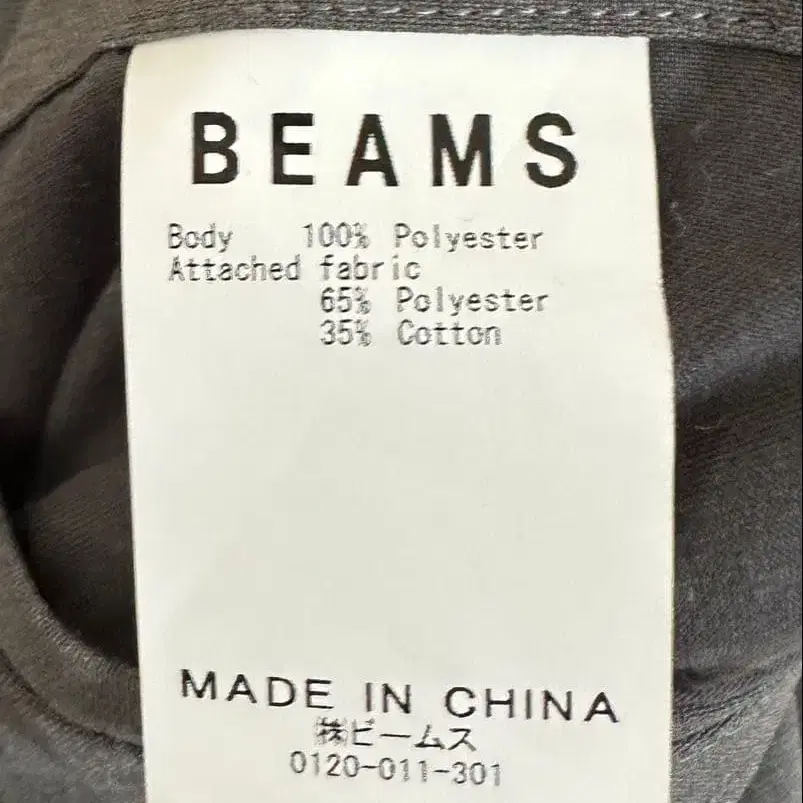 BEAMS
Body 100% Polyester
Attached fabric
65% Polyester
35% Cotton
MADE IN CHINA
㈱ビームス
0120-011-301